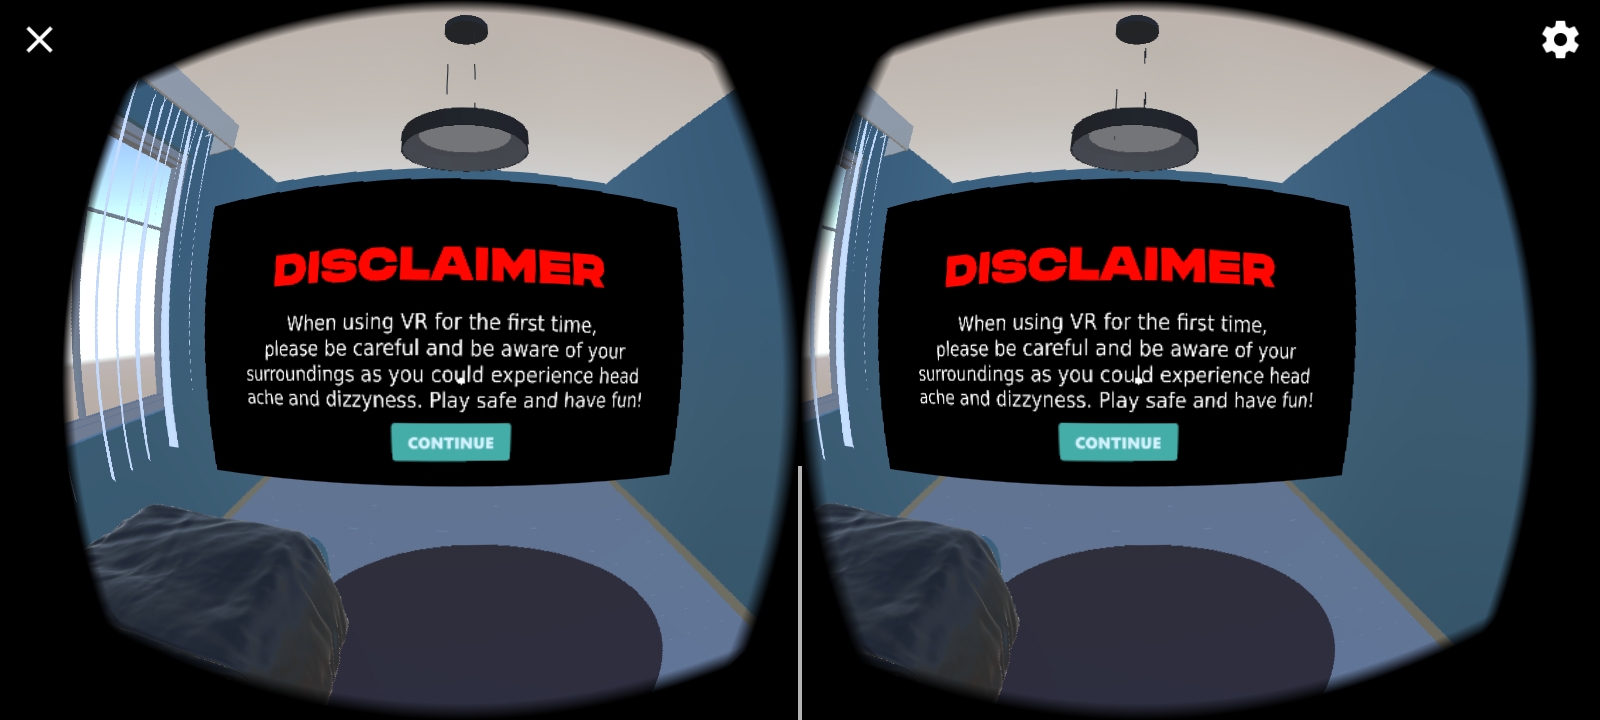 DISCLAIMER
When using VR for the first time,
please be careful and be aware of your
surroundings as you could experience head
ache and dizzyness. Play safe and have fun!
CONTINUE
DISCLAIMER
When using VR for the first time,
please be careful and be aware of your
surroundings as you could experience head
ache and dizzyness. Play safe and have fun!
CONTINUE